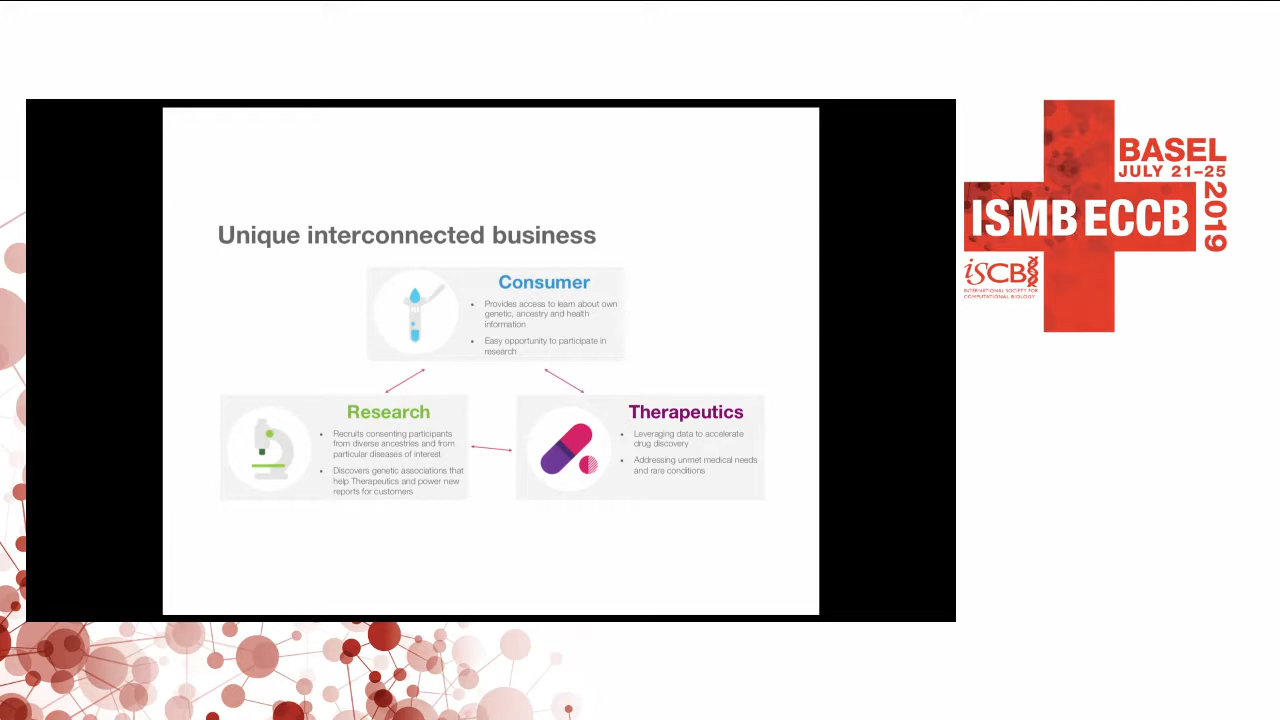 Unique interconnected business
Consumer
• Provides access to learn about own
genetic, ancestry and health
information
• Easy opportunity to participate in
research
Research
• Recruits consenting participants
from diverse ancestries and from
particular diseases of interest
• Discovers genetic associations that
help Therapeutics and power new
reports for customers
Therapeutics
• Leveraging data to accelerate
drug discovery
• Addressing unmet medical needs
and rare conditions
BASEL
JULY 21–25
2019
ISMB ECCB
iSCB
INTERNATIONAL SOCIETY FOR
COMPUTATIONAL BIOLOGY